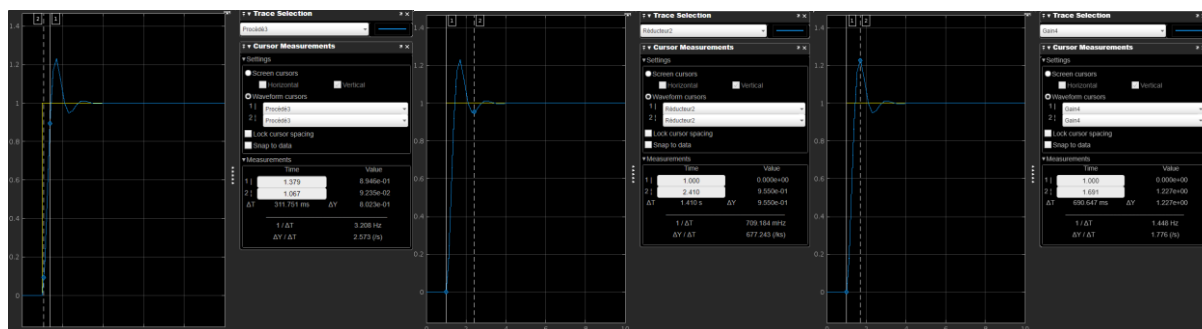 1.4
1.2
1
0.8
0.6
0.4
0.2
0
2 1
Trace Selection
Procédé3
Cursor Measurements
Settings
Screen cursors
Horizontal Vertical
Waveform cursors
1 Procédé3
2 Procédé3
Lock cursor spacing
Snap to data
Measurements
Time Value
1 1.379 8.946e-01
2 1.067 9.235e-02
ΔT 311.751 ms ΔY 8.023e-01
1 / ΔT 3.208 Hz
ΔY / ΔT 2.573 (/s)
1.4
1.2
1
0.8
0.6
0.4
0.2
0
1 2
Trace Selection
Réducteur2
Cursor Measurements
Settings
Screen cursors
Horizontal Vertical
Waveform cursors
1 Réducteur2
2 Réducteur2
Lock cursor spacing
Snap to data
Measurements
Time Value
1 1.000 0.000e+00
2 2.410 9.550e-01
ΔT 1.410 s ΔY 9.550e-01
1 / ΔT 709.184 mHz
ΔY / ΔT 677.243 (/ks)
1.4
1.2
1
0.8
0.6
0.4
0.2
0
1 2
Trace Selection
Gain4
Cursor Measurements
Settings
Screen cursors
Horizontal Vertical
Waveform cursors
1 Gain4
2 Gain4
Lock cursor spacing
Snap to data
Measurements
Time Value
1 1.000 0.000e+00
2 1.691 1.227e+00
ΔT 690.647 ms ΔY 1.227e+00
1 / ΔT 1.448 Hz
ΔY / ΔT 1.776 (/s)